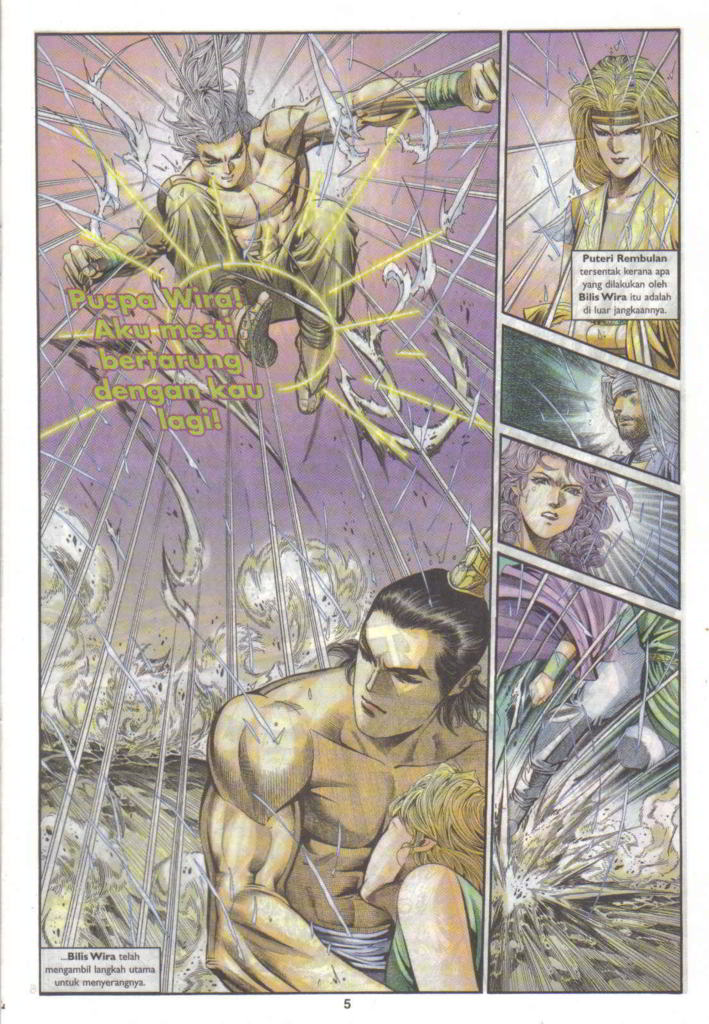 Puspa Wira!
Aku mesti
bertarung
dengan kau
lagi!
Puteri Rembulan
tersentak kerana apa
yang dilakukan oleh
Bilis Wira itu adalah
di luar jangkaannya.
...Bilis Wira telah
mengambil langkah utama
untuk menyerangnya.
5